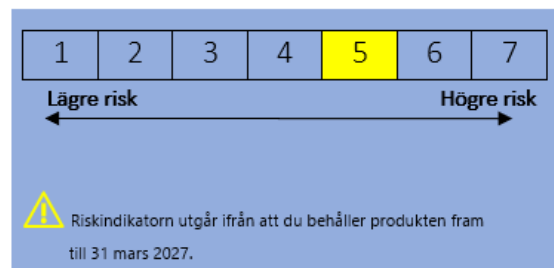 1 2 3 4 5 6 7
Lägre risk Högre risk
Riskindikatorn utgår ifrån att du behåller produkten fram
till 31 mars 2027.